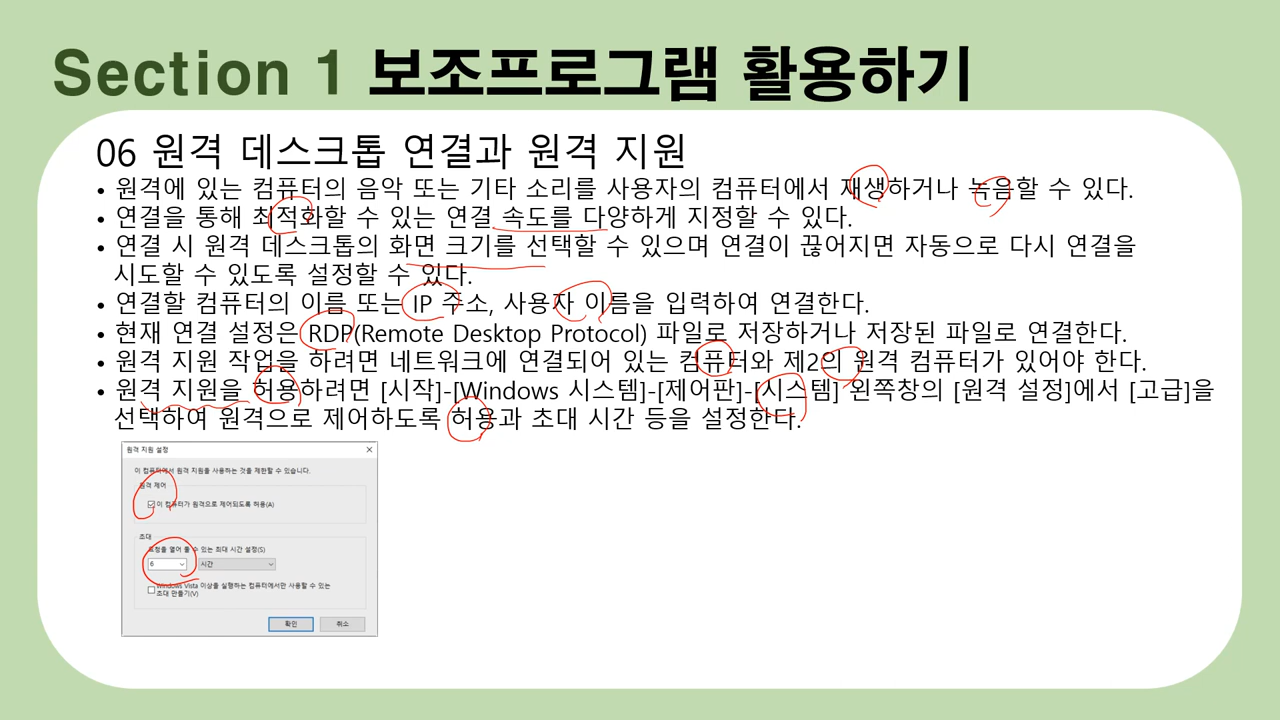 Section 1 보조프로그램 활용하기
06 원격 데스크톱 연결과 원격 지원
• 원격에 있는 컴퓨터의 음악 또는 기타 소리를 사용자의 컴퓨터에서 재생하거나 녹음할 수 있다.
• 연결을 통해 최적화할 수 있는 연결 속도를 다양하게 지정할 수 있다.
• 연결 시 원격 데스크톱의 화면 크기를 선택할 수 있으며 연결이 끊어지면 자동으로 다시 연결을
시도할 수 있도록 설정할 수 있다.
• 연결할 컴퓨터의 이름 또는 IP 주소, 사용자 이름을 입력하여 연결한다.
• 현재 연결 설정은 RDP(Remote Desktop Protocol) 파일로 저장하거나 저장된 파일로 연결한다.
• 원격 지원 작업을 하려면 네트워크에 연결되어 있는 컴퓨터와 제2의 원격 컴퓨터가 있어야 한다.
• 원격 지원을 허용하려면 [시작]-[Windows 시스템]-[제어판]-[시스템] 왼쪽창의 [원격 설정]에서 [고급]을
선택하여 원격으로 제어하도록 허용과 초대 시간 등을 설정한다.
원격 지원 설정
이 컴퓨터에서 원격 지원을 사용하는 것을 제한할 수 있습니다.
원격 제어
이 컴퓨터가 원격으로 제어되도록 허용(A)
초대
요청을 열어 둘 수 있는 최대 시간 설정(S)
6 시간
Windows Vista 이상을 실행하는 컴퓨터에서만 사용할 수 있는
초대 만들기(V)
확인 취소